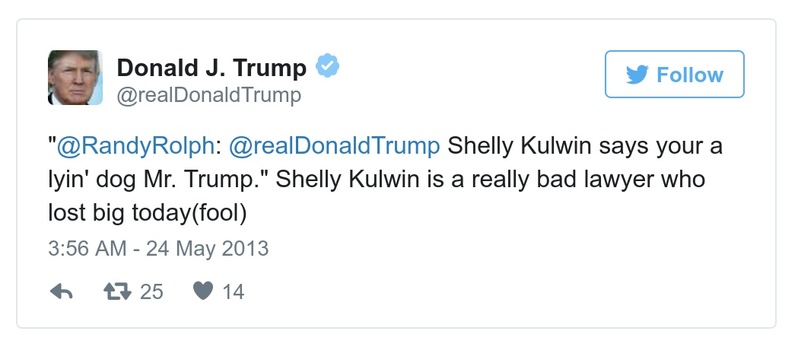 Donald J. Trump
@realDonaldTrump
Follow
"@RandyRolph: @realDonaldTrump Shelly Kulwin says your a
lyin' dog Mr. Trump." Shelly Kulwin is a really bad lawyer who
lost big today(fool)
3:56 AM - 24 May 2013
25 14